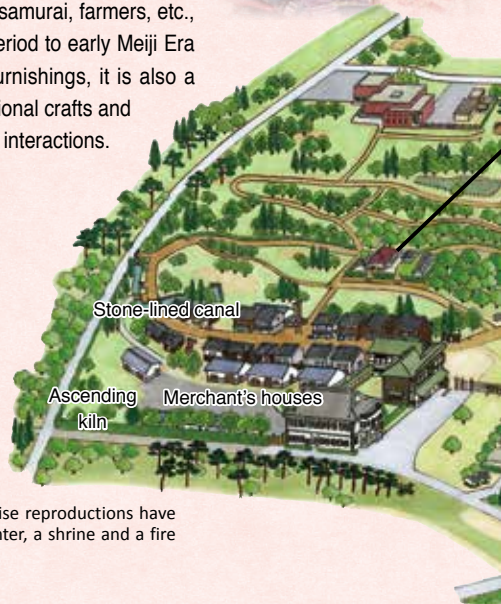 samurai, farmers, etc.,
eriod to early Meiji Era
urnishings, it is also a
ional crafts and
interactions.
Stone-lined canal
Ascending
kiln
Merchant's houses
ise reproductions have
nter, a shrine and a fire